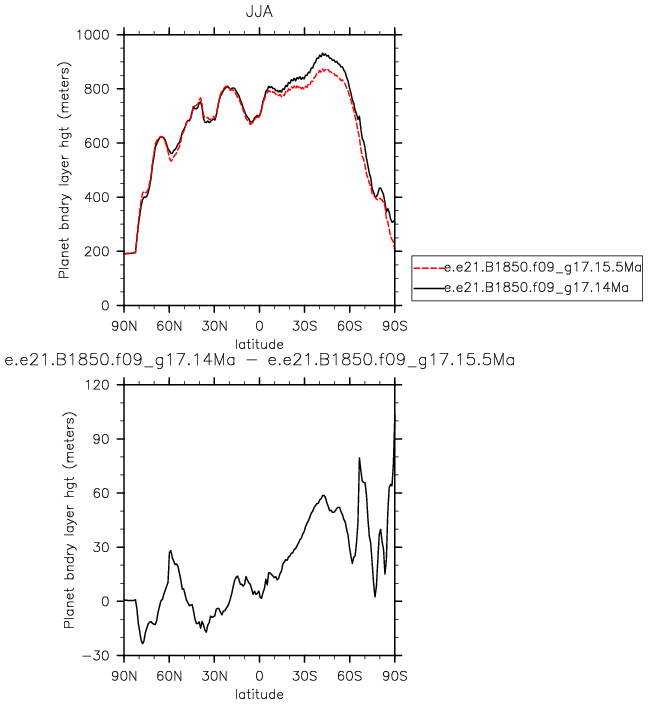 JJA
Planet bndry layer hgt (meters)
1000
800
600
400
200
0
90N 60N 30N 0 30S 60S 90S
latitude
e.e21.B1850.f09_g17.15.5Ma
e.e21.B1850.f09_g17.14Ma
e.e21.B1850.f09_g17.14Ma − e.e21.B1850.f09_g17.15.5Ma
Planet bndry layer hgt (meters)
120
90
60
30
0
−30
90N 60N 30N 0 30S 60S 90S
latitude